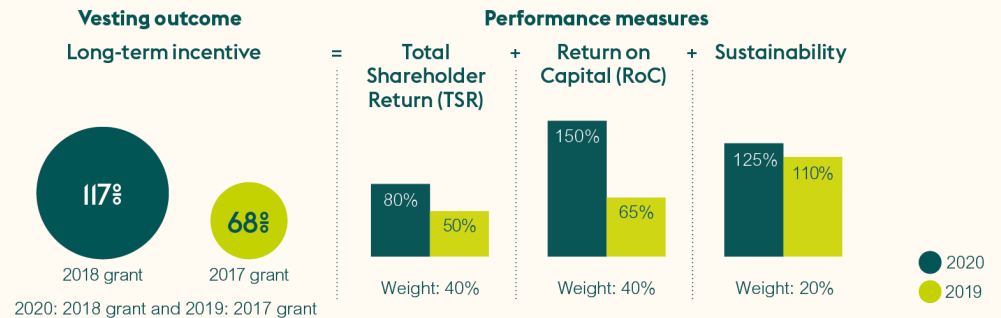 Vesting outcome
Performance measures
Long-term incentive
=
Total
Shareholder
Return (TSR)
+
Return on
Capital (RoC)
+
Sustainability
117%
68%
2018 grant
2017 grant
2020: 2018 grant and 2019: 2017 grant
80%
50%
Weight: 40%
150%
65%
Weight: 40%
125%
110%
Weight: 20%
2020
2019